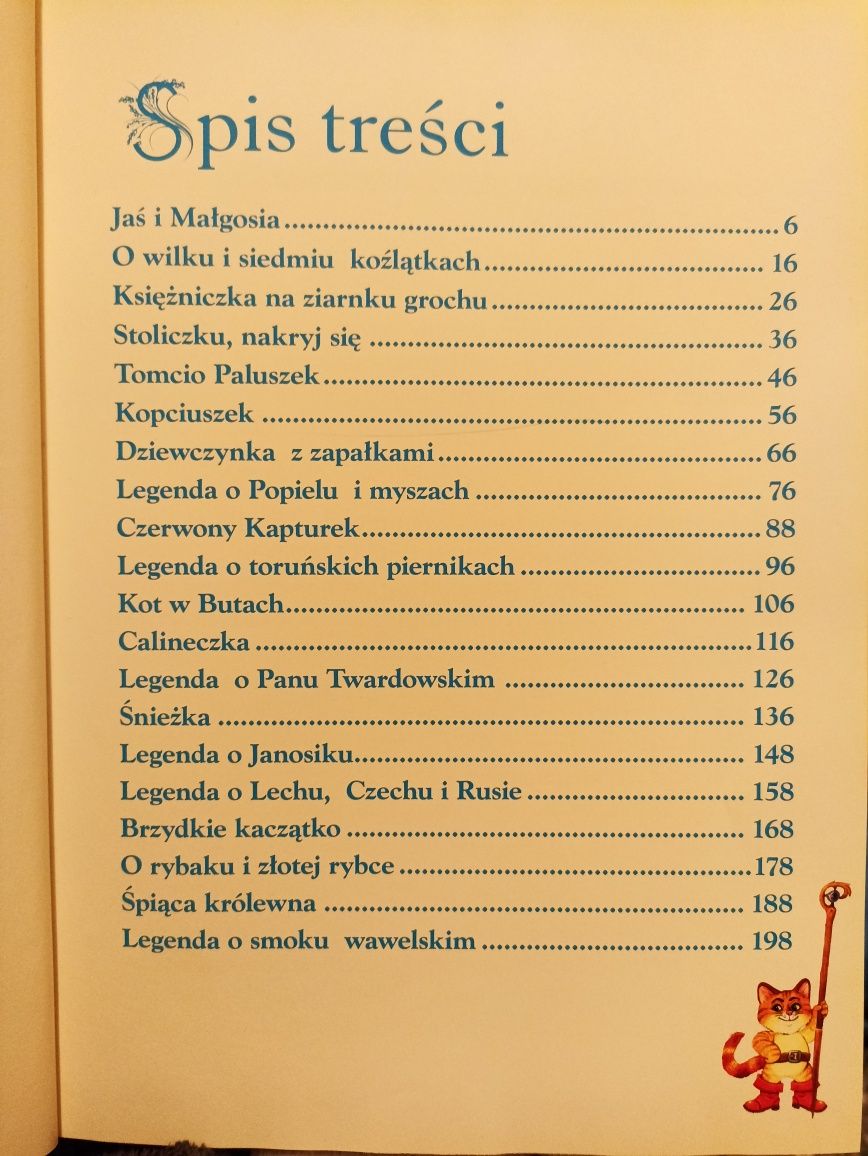 Spis treści
Jaś i Małgosia....................................................................6
O wilku i siedmiu koźlątkach...................................... 16
Księżniczka na ziarnku grochu.....................................26
Stoliczku, nakryj się ......................................................36
Tomcio Paluszek............................................................46
Kopciuszek .....................................................................56
Dziewczynka z zapałkami............................................66
Legenda o Popielu i myszach ....................................... 76
Czerwony Kapturek.......................................................88
Legenda o toruńskich piernikach .................................96
Kot w Butach............................................................... 106
Calineczka ....................................................................116
Legenda o Panu Twardowskim ................................. 126
Śnieżka ......................................................................... 136
Legenda o Janosiku...................................................... 148
Legenda o Lechu, Czechu i Rusie .............................. 158
Brzydkie kaczątko ....................................................... 168
O rybaku i złotej rybce .................................................178
Śpiąca królewna .......................................................... 188
Legenda o smoku wawelskim .................................... 198